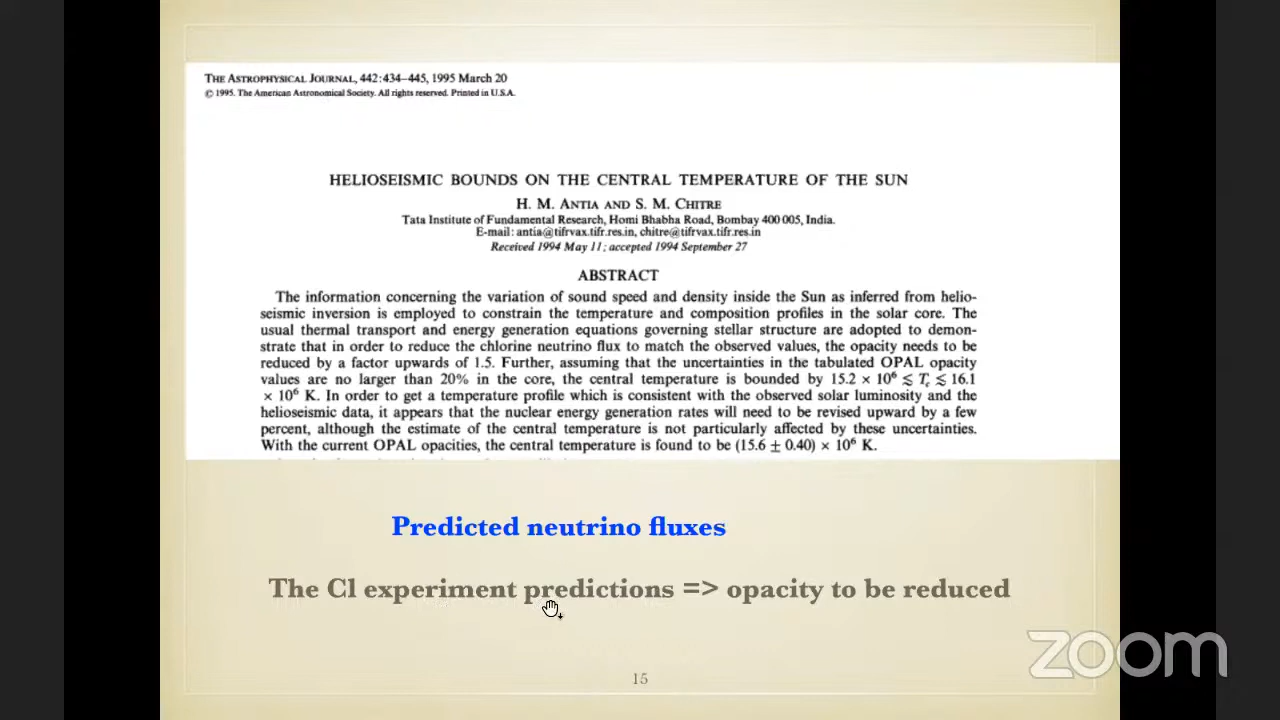 THE ASTROPHYSICAL JOURNAL, 442:434–445, 1995 March 20
© 1995. The American Astronomical Society. All rights reserved. Printed in U.S.A.
HELIOSEISMIC BOUNDS ON THE CENTRAL TEMPERATURE OF THE SUN
H. M. ANTIA AND S. M. CHITRE
Tata Institute of Fundamental Research, Homi Bhabha Road, Bombay 400 005, India.
E-mail: antia@tifrvax.tifr.res.in, chitre@tifrvax.tifr.res.in
Received 1994 May 11; accepted 1994 September 27
ABSTRACT
The information concerning the variation of sound speed and density inside the Sun as inferred from helio-
seismic inversion is employed to constrain the temperature and composition profiles in the solar core. The
usual thermal transport and energy generation equations governing stellar structure are adopted to demon-
strate that in order to reduce the chlorine neutrino flux to match the observed values, the opacity needs to be
reduced by a factor upwards of 1.5. Further, assuming that the uncertainties in the tabulated OPAL opacity
values are no larger than 20% in the core, the central temperature is bounded by 15.2 × 10⁶ ≲ T_c ≲ 16.1
× 10⁶ K. In order to get a temperature profile which is consistent with the observed solar luminosity and the
helioseismic data, it appears that the nuclear energy generation rates will need to be revised upward by a few
percent, although the estimate of the central temperature is not particularly affected by these uncertainties.
With the current OPAL opacities, the central temperature is found to be (15.6 ± 0.40) × 10⁶ K.
Predicted neutrino fluxes
The Cl experiment predictions => opacity to be reduced
15
zoom